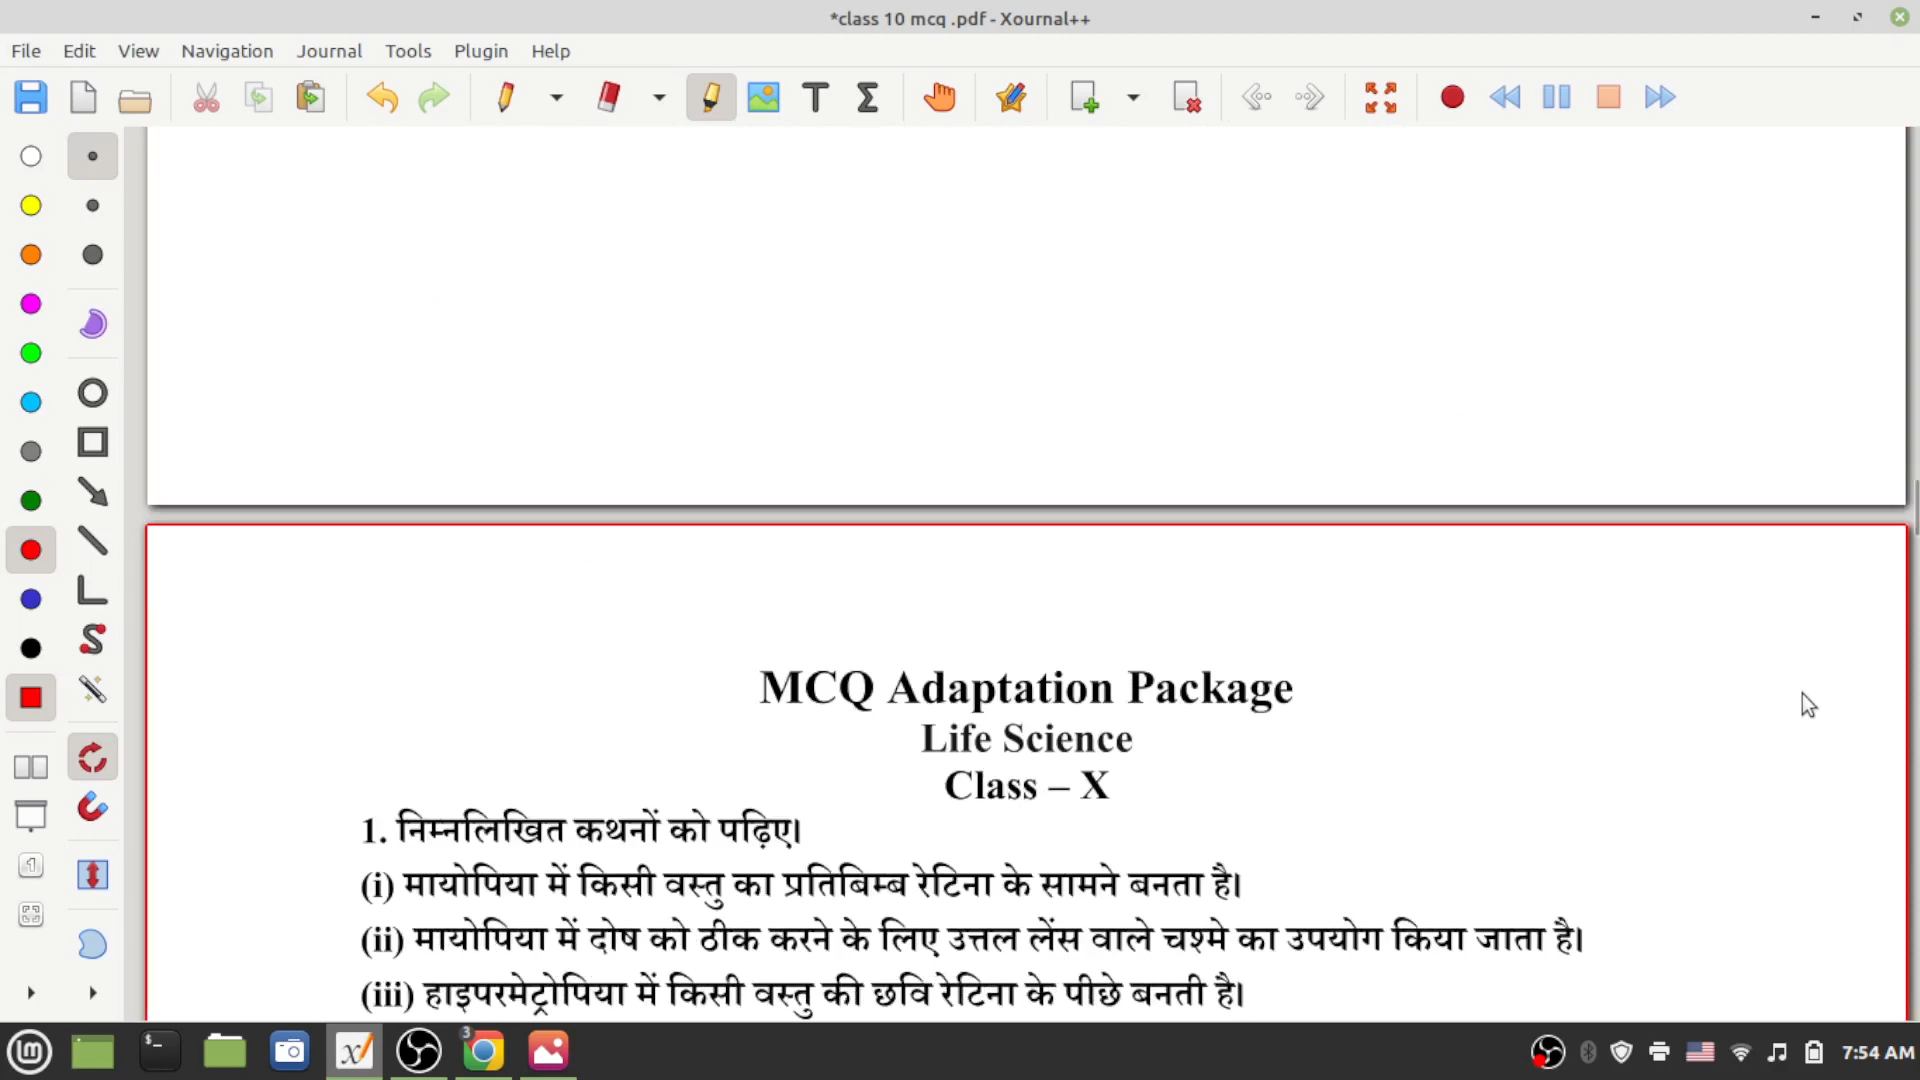 *class 10 mcq .pdf - Xournal++
File Edit View Navigation Journal Tools Plugin Help
MCQ Adaptation Package
Life Science
Class – X
1. निम्नलिखित कथनों को पढ़िए।
(i) मायोपिया में किसी वस्तु का प्रतिबिम्ब रेटिना के सामने बनता है।
(ii) मायोपिया में दोष को ठीक करने के लिए उत्तल लेंस वाले चश्मे का उपयोग किया जाता है।
(iii) हाइपरमेट्रोपिया में किसी वस्तु की छवि रेटिना के पीछे बनती है।
3
7:54 AM